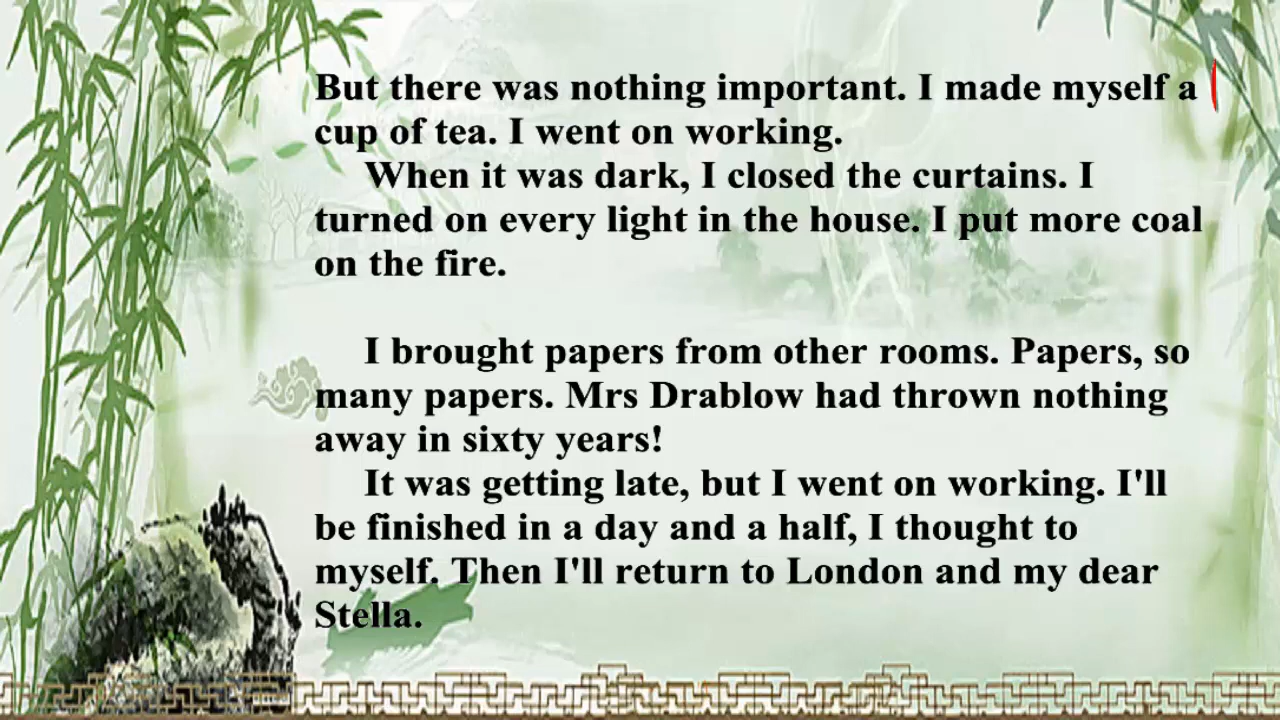 But there was nothing important. I made myself a
cup of tea. I went on working.
When it was dark, I closed the curtains. I
turned on every light in the house. I put more coal
on the fire.
I brought papers from other rooms. Papers, so
many papers. Mrs Drablow had thrown nothing
away in sixty years!
It was getting late, but I went on working. I'll
be finished in a day and a half, I thought to
myself. Then I'll return to London and my dear
Stella.